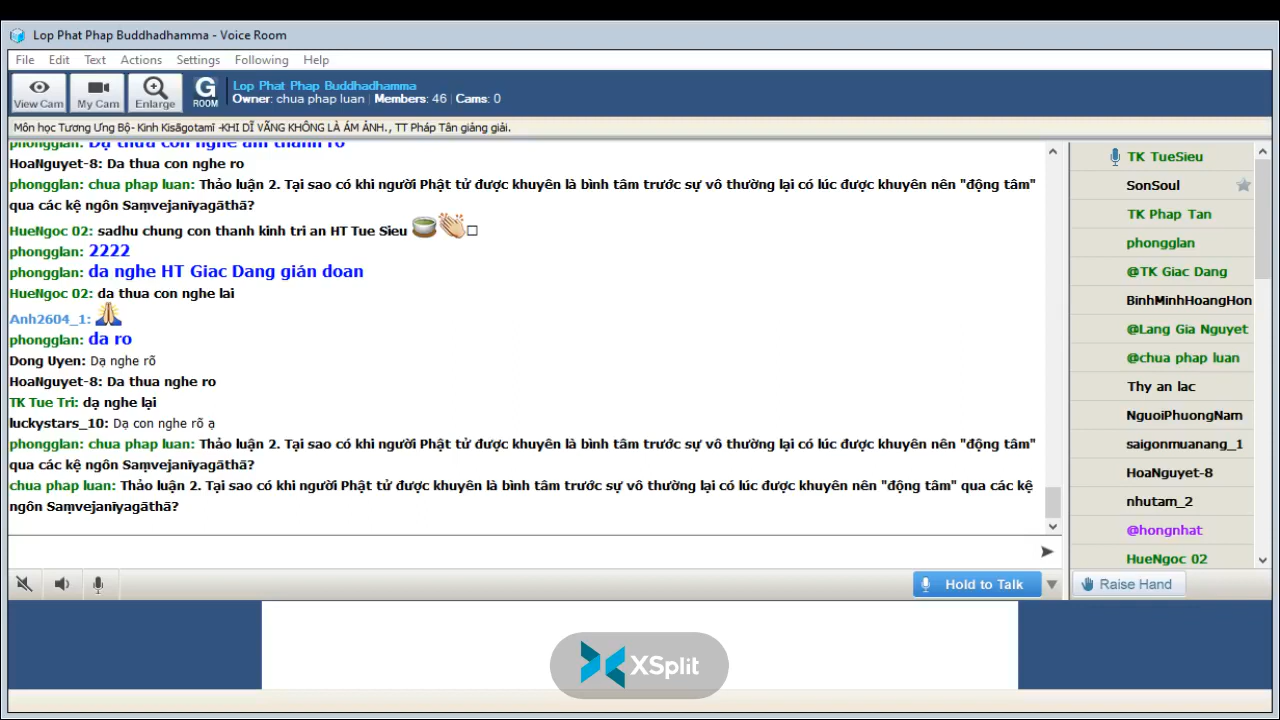 Lop Phat Phap Buddhadhamma - Voice Room
File Edit Text Actions Settings Following Help
View Cam My Cam Enlarge G ROOM
Lop Phat Phap Buddhadhamma
Owner: chua phap luan | Members: 46 | Cams: 0
Môn học Tương Ưng Bộ- Kinh Kisāgotamī -KHI DĨ VÃNG KHÔNG LÀ ÁM ẢNH., TT Pháp Tân giảng giải.
phongglan: Dạ thưa con nghe âm thanh rõ
HoaNguyet-8: Da thua con nghe ro
phongglan: chua phap luan: Thảo luận 2. Tại sao có khi người Phật tử được khuyên là bình tâm trước sự vô thường lại có lúc được khuyên nên "động tâm"
qua các kệ ngôn Saṃvejanīyagāthā?
HueNgoc 02: sadhu chung con thanh kinh tri an HT Tue Sieu
phongglan: 2222
phongglan: da nghe HT Giac Dang gián doan
HueNgoc 02: da thua con nghe lai
Anh2604_1:
phongglan: da ro
Dong Uyen: Dạ nghe rõ
HoaNguyet-8: Da thua nghe ro
TK Tue Tri: dạ nghe lại
luckystars_10: Dạ con nghe rõ ạ
phongglan: chua phap luan: Thảo luận 2. Tại sao có khi người Phật tử được khuyên là bình tâm trước sự vô thường lại có lúc được khuyên nên "động tâm"
qua các kệ ngôn Saṃvejanīyagāthā?
chua phap luan: Thảo luận 2. Tại sao có khi người Phật tử được khuyên là bình tâm trước sự vô thường lại có lúc được khuyên nên "động tâm" qua các kệ
ngôn Saṃvejanīyagāthā?
TK TueSieu
SonSoul
TK Phap Tan
phongglan
@TK Giac Dang
BinhMinhHoangHon
@Lang Gia Nguyet
@chua phap luan
Thy an lac
NguoiPhuongNam
saigonmuanang_1
HoaNguyet-8
nhutam_2
@hongnhat
HueNgoc 02
Hold to Talk
Raise Hand
XSplit